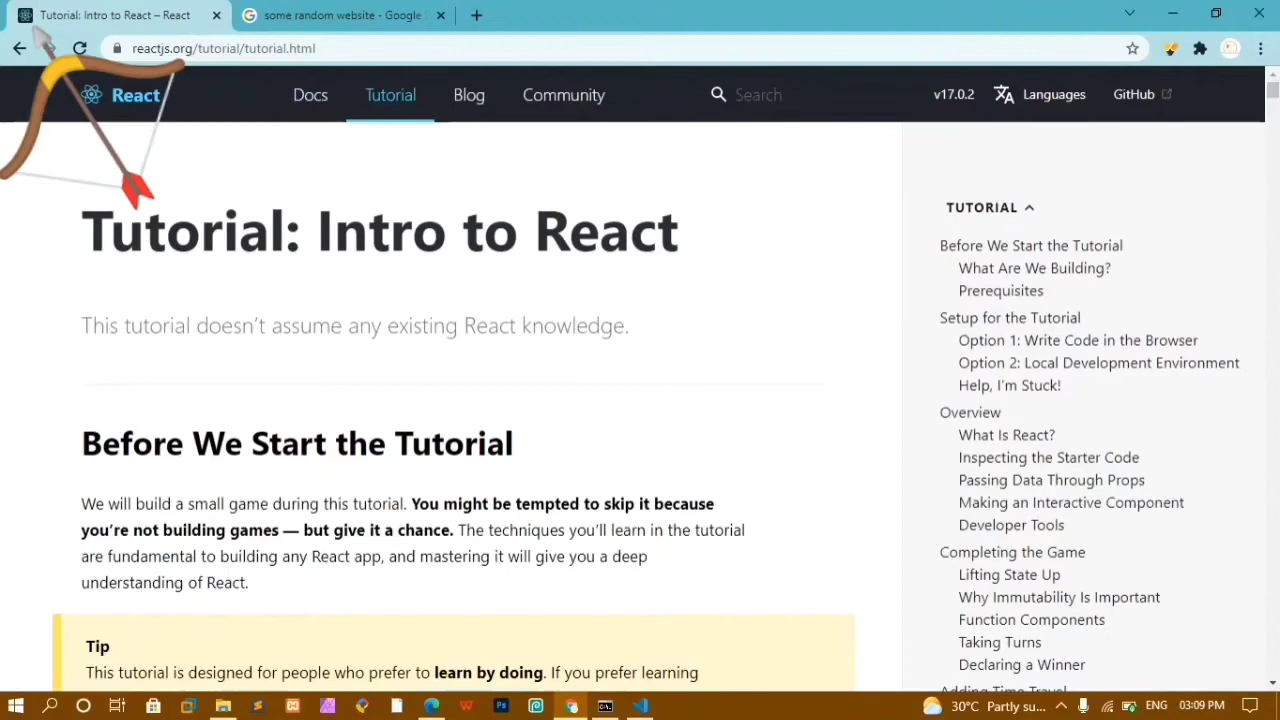 Tutorial: Intro to React – React
some random website - Google S
reactjs.org/tutorial/tutorial.html
React
Docs
Tutorial
Blog
Community
Search
v17.0.2
Languages
GitHub
Tutorial: Intro to React
This tutorial doesn’t assume any existing React knowledge.
Before We Start the Tutorial
We will build a small game during this tutorial. You might be tempted to skip it because
you’re not building games — but give it a chance. The techniques you’ll learn in the tutorial
are fundamental to building any React app, and mastering it will give you a deep
understanding of React.
Tip
This tutorial is designed for people who prefer to learn by doing. If you prefer learning
TUTORIAL
Before We Start the Tutorial
What Are We Building?
Prerequisites
Setup for the Tutorial
Option 1: Write Code in the Browser
Option 2: Local Development Environment
Help, I’m Stuck!
Overview
What Is React?
Inspecting the Starter Code
Passing Data Through Props
Making an Interactive Component
Developer Tools
Completing the Game
Lifting State Up
Why Immutability Is Important
Function Components
Taking Turns
Declaring a Winner
Adding Time Travel
30°C Partly su...
ENG
03:09 PM